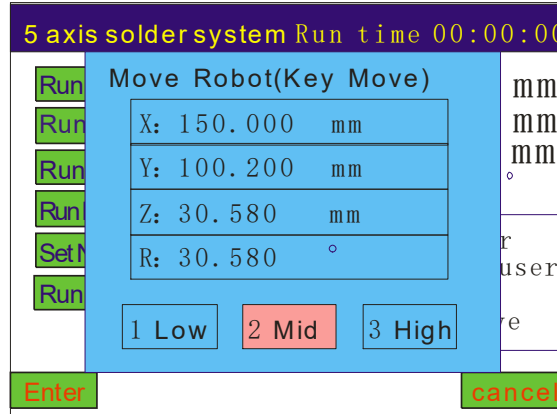 5 axis solder system Run time 00:00:00
Move Robot(Key Move)
Run
mm
X: 150.000 mm
Run
mm
Y: 100.200 mm
Run
mm
°
Z: 30.580 mm
Run
R: 30.580 °
Set
user
Run
1 Low 2 Mid 3 High
Enter cancel